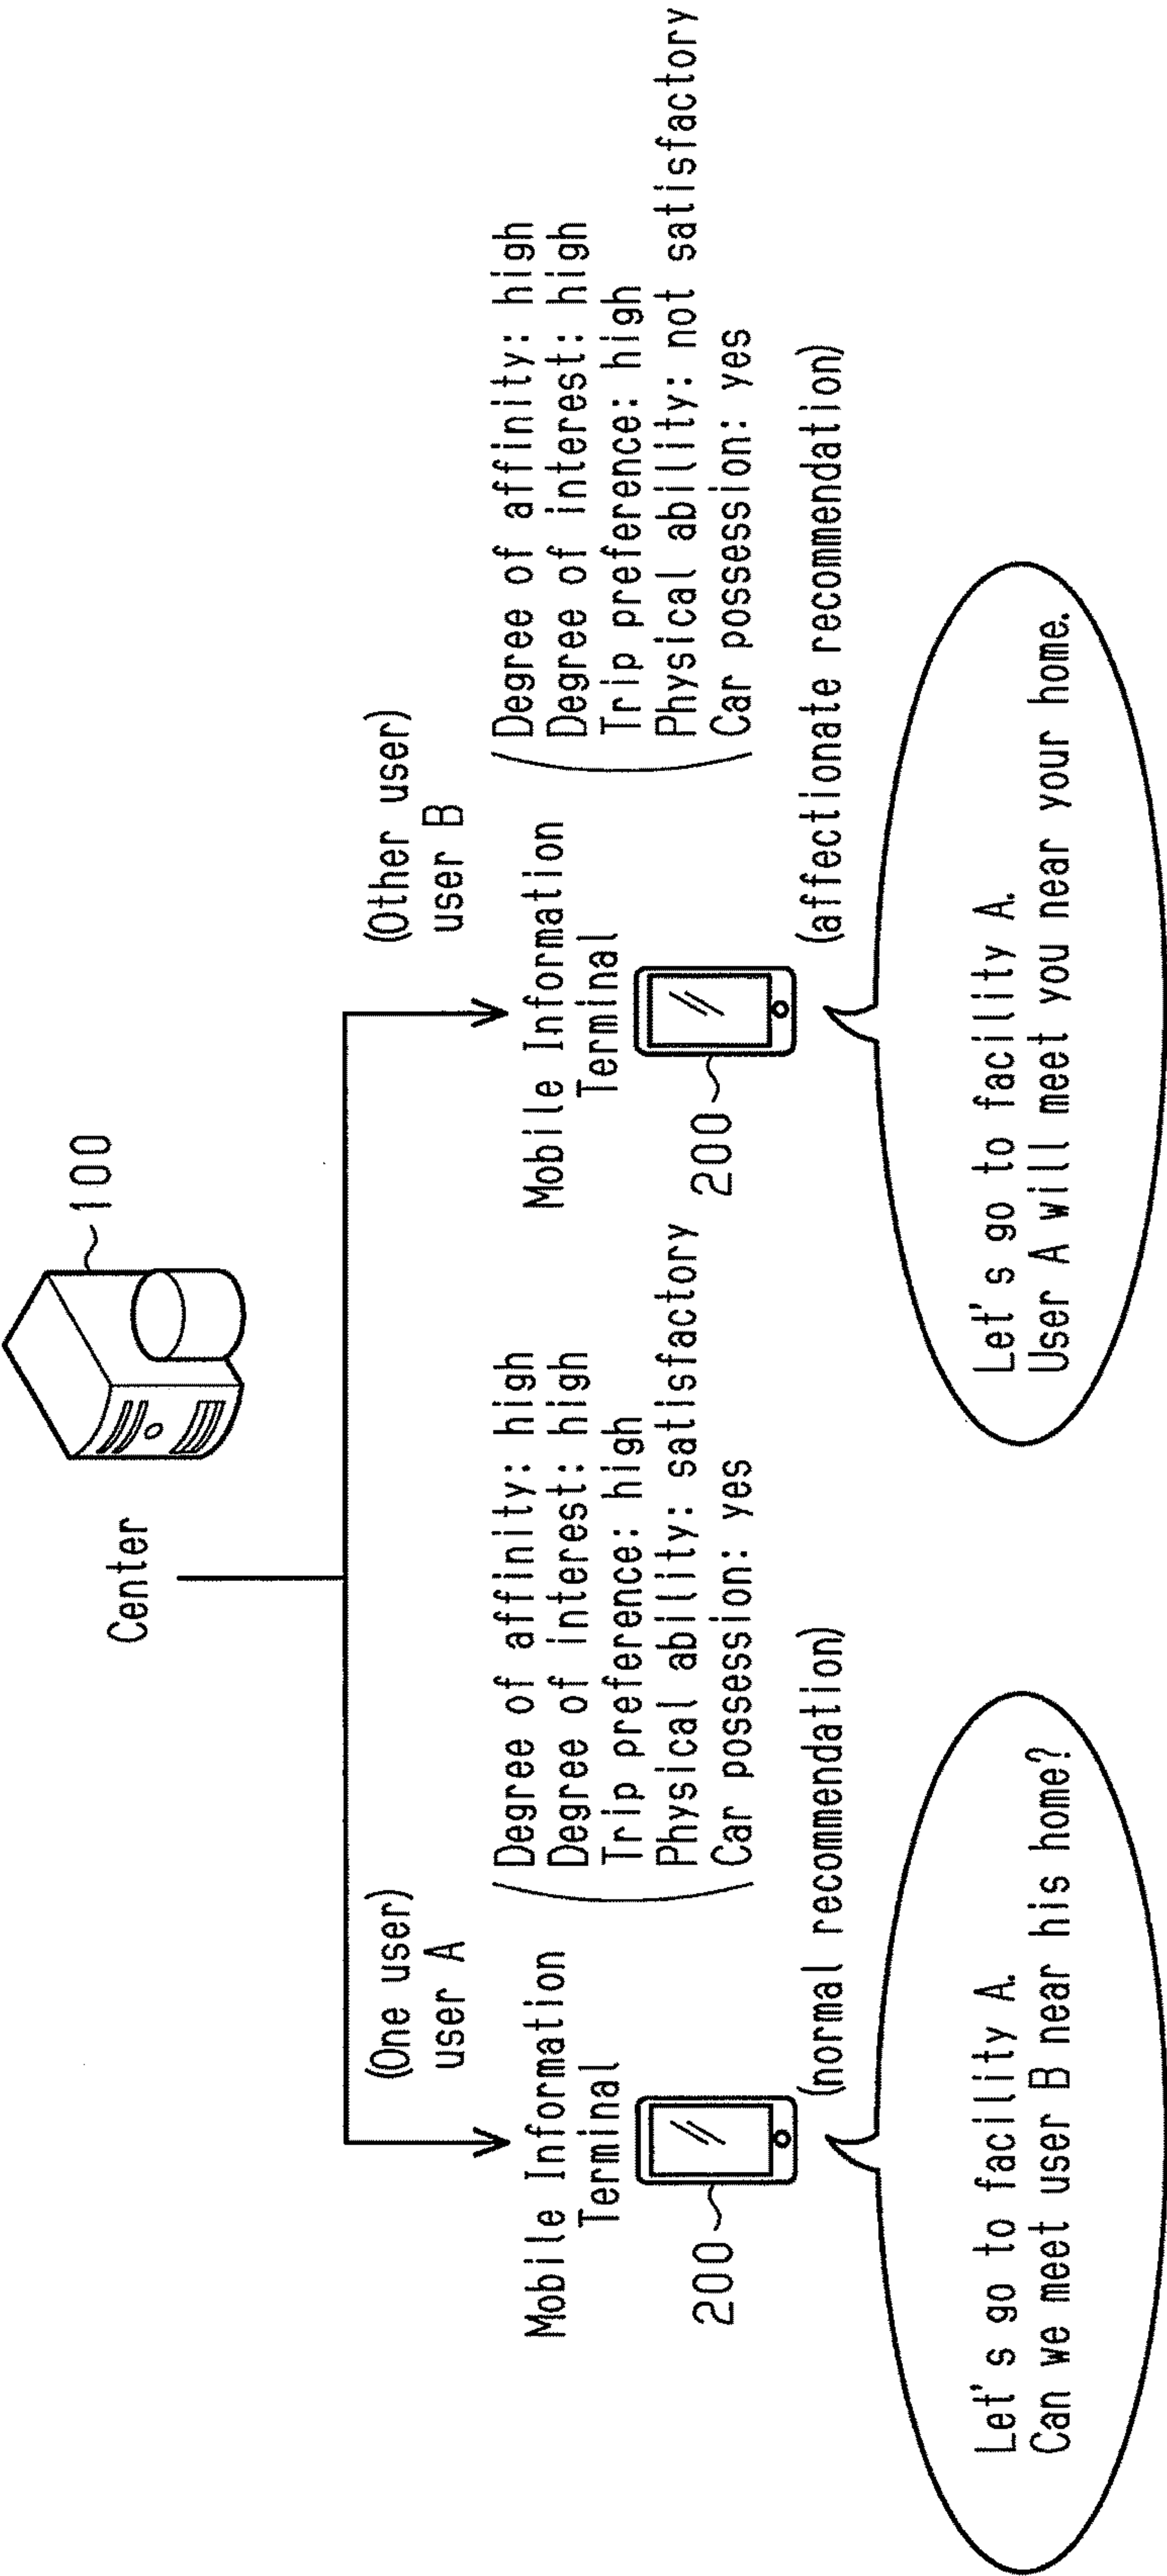 Center
100
(One user)
user A
Mobile Information
Terminal
200
Degree of affinity: high
Degree of interest: high
Trip preference: high
Physical ability: satisfactory
Car possession: yes
(normal recommendation)
Let's go to facility A.
Can we meet user B near his home?
(Other user)
user B
Mobile Information
Terminal
200
Degree of affinity: high
Degree of interest: high
Trip preference: high
Physical ability: not satisfactory
Car possession: yes
(affectionate recommendation)
Let's go to facility A.
User A will meet you near your home.